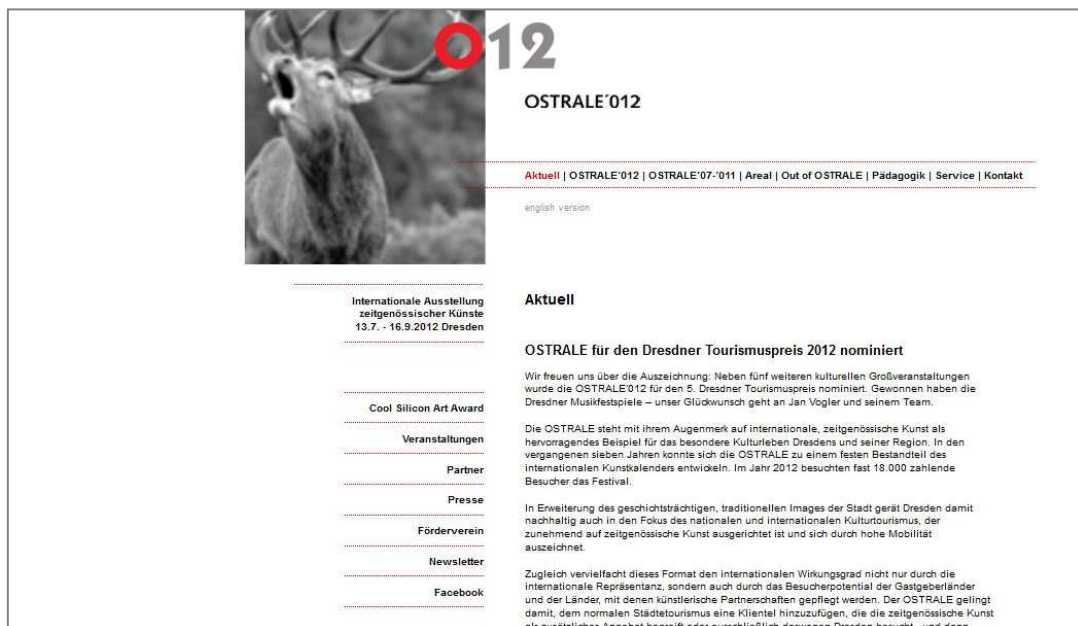 O12
OSTRALE´012
Aktuell | OSTRALE'012 | OSTRALE'07-'011 | Areal | Out of OSTRALE | Pädagogik | Service | Kontakt
english version
Internationale Ausstellung
zeitgenössischer Künste
13.7. - 16.9.2012 Dresden
Cool Silicon Art Award
Veranstaltungen
Partner
Presse
Förderverein
Newsletter
Facebook
Aktuell
OSTRALE für den Dresdner Tourismuspreis 2012 nominiert
Wir freuen uns über die Auszeichnung: Neben fünf weiteren kulturellen Großveranstaltungen
wurde die OSTRALE'012 für den 5. Dresdner Tourismuspreis nominiert. Gewonnen haben die
Dresdner Musikfestspiele – unser Glückwunsch geht an Jan Vogler und seinem Team.
Die OSTRALE steht mit ihrem Augenmerk auf internationale, zeitgenössische Kunst als
hervorragendes Beispiel für das besondere Kulturleben Dresdens und seiner Region. In den
vergangenen sieben Jahren konnte sich die OSTRALE zu einem festen Bestandteil des
internationalen Kunstkalenders entwickeln. Im Jahr 2012 besuchten fast 18.000 zahlende
Besucher das Festival.
In Erweiterung des geschichtsträchtigen, traditionellen Images der Stadt gerät Dresden damit
nachhaltig auch in den Fokus des nationalen und internationalen Kulturtourismus, der
zunehmend auf zeitgenössische Kunst ausgerichtet ist und sich durch hohe Mobilität
auszeichnet.
Zugleich vervielfacht dieses Format den internationalen Wirkungsgrad nicht nur durch die
internationale Repräsentanz, sondern auch durch das Besucherpotential der Gastgeberländer
und der Länder, mit denen künstlerische Partnerschaften gepflegt werden. Der OSTRALE gelingt
damit, dem normalen Städtetourismus eine Klientel hinzuzufügen, die die zeitgenössische Kunst